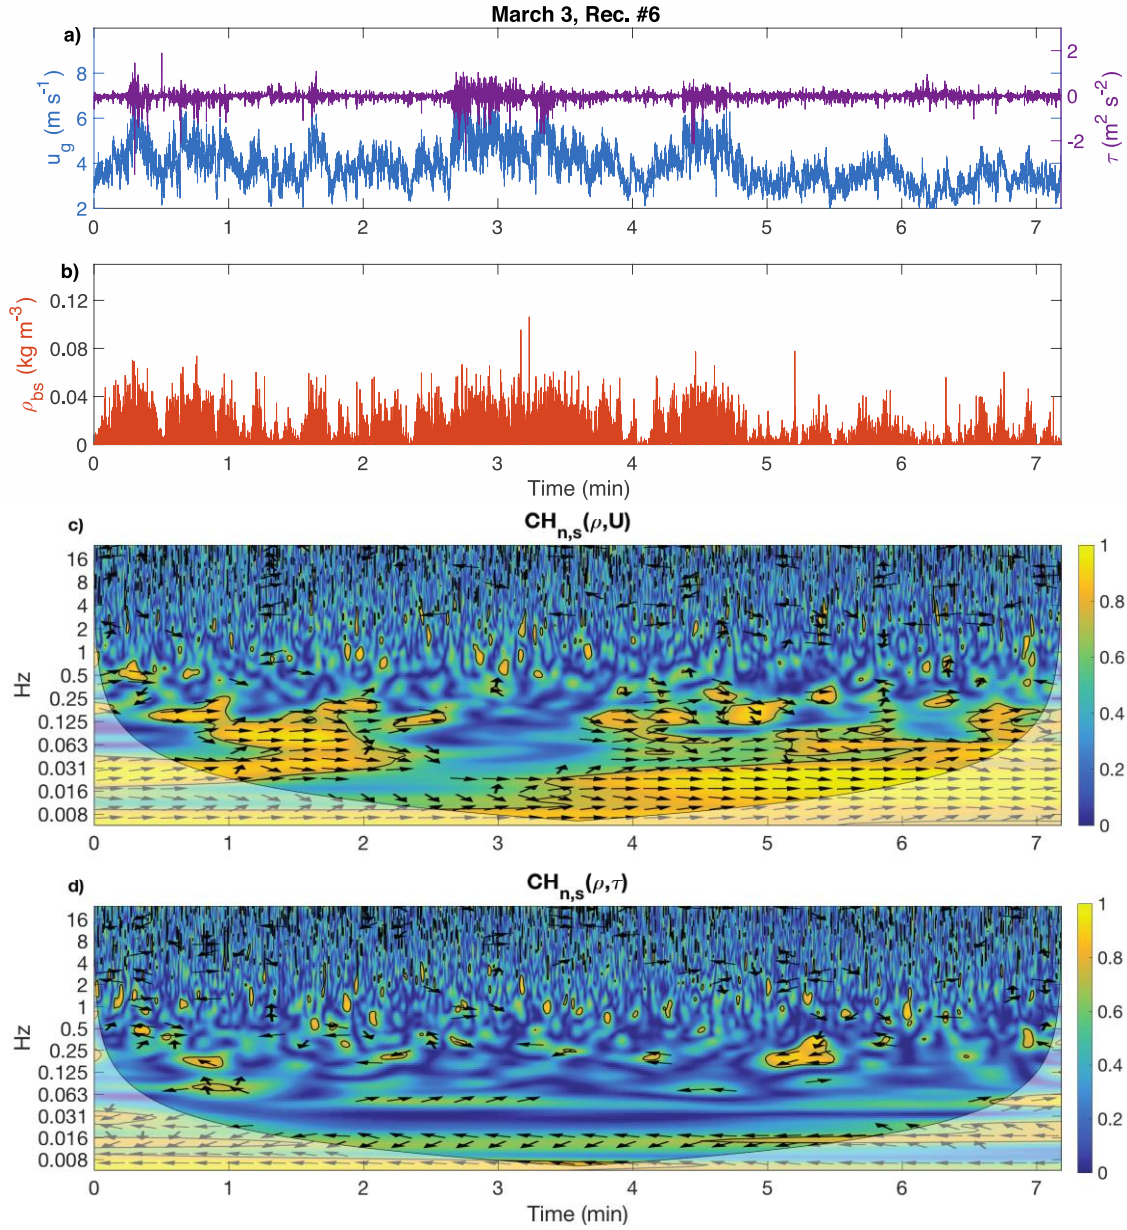 March 3, Rec. #6
a)
8
6
4
2
u_g (m s⁻¹)
2
0
-2
τ (m² s⁻²)
0 1 2 3 4 5 6 7
b)
0.12
0.08
0.04
0
ρ_bs (kg m⁻³)
0 1 2 3 4 5 6 7
Time (min)
c)
CH_n,s(ρ,U)
16
8
4
2
1
0.5
0.25
0.125
0.063
0.031
0.016
0.008
Hz
1
0.8
0.6
0.4
0.2
0
0 1 2 3 4 5 6 7
d)
CH_n,s(ρ,τ)
16
8
4
2
1
0.5
0.25
0.125
0.063
0.031
0.016
0.008
Hz
1
0.8
0.6
0.4
0.2
0
0 1 2 3 4 5 6 7
Time (min)